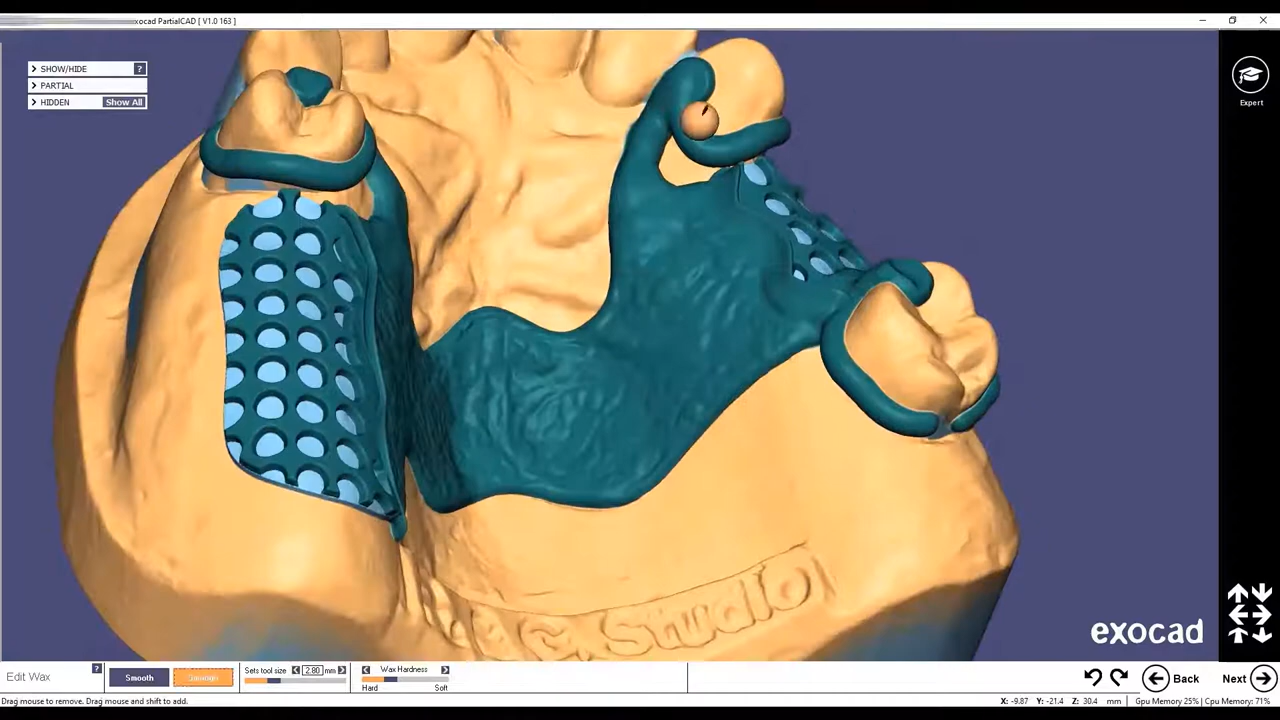 xocad PartialCAD [ V1.0 163 ]
SHOW/HIDE ?
PARTIAL
HIDDEN Show All
Expert
Studio
exocad
Edit Wax ?
Smooth
Sets tool size 2.80 mm
Wax Hardness
Hard Soft
Back Next
Drag mouse to remove. Drag mouse and shift to add.
X: -9.87 Y: -21.4 Z: 30.4 mm
Gpu Memory 25% | Cpu Memory: 71%